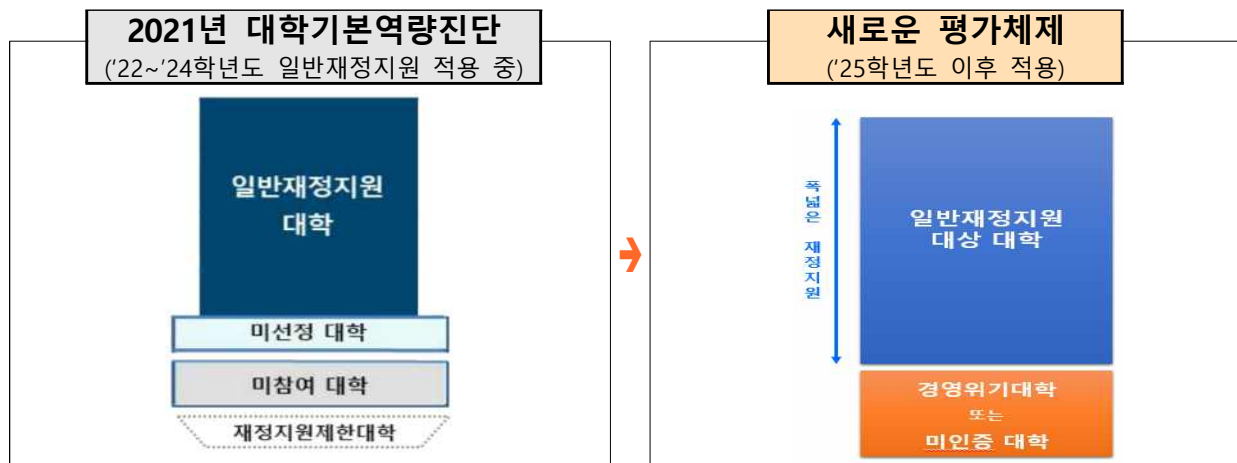 2021년 대학기본역량진단
('22~'24학년도 일반재정지원 적용 중)
일반재정지원
대학
미선정 대학
미참여 대학
재정지원제한대학
새로운 평가체제
('25학년도 이후 적용)
폭넓은 재정지원
일반재정지원
대상 대학
경영위기대학
또는
미인증 대학